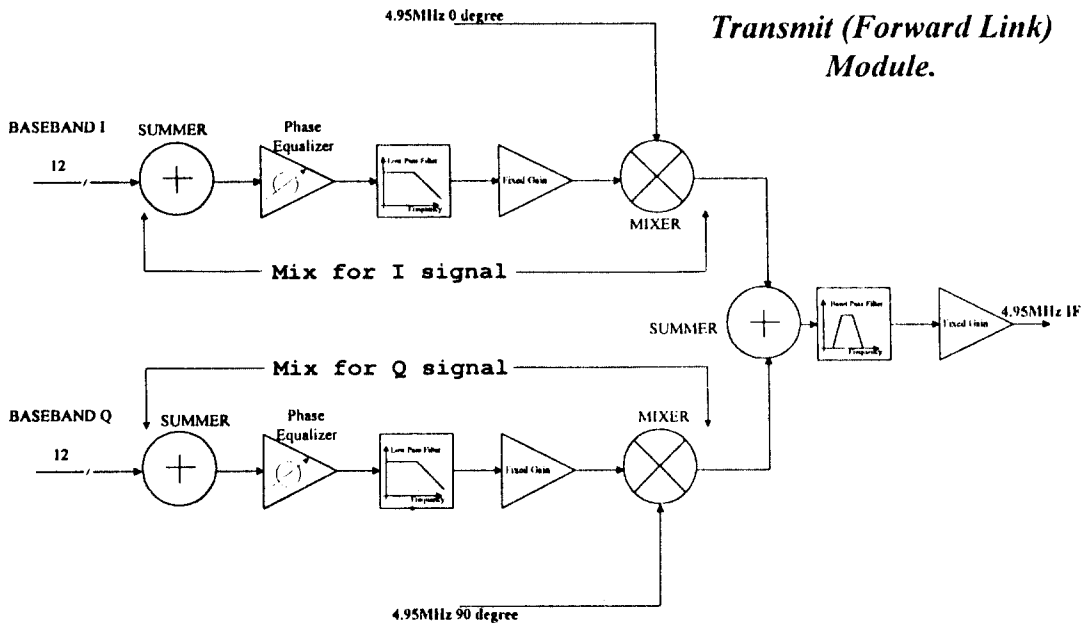 4.95MHz 0 degree
Transmit (Forward Link)
Module.
BASEBAND I
SUMMER
Phase
Equalizer
12
Low Pass Filter
Frequency
Fixed Gain
MIXER
Mix for I signal
SUMMER
Band Pass Filter
Frequency
Fixed Gain
4.95MHz IF
Mix for Q signal
BASEBAND Q
SUMMER
Phase
Equalizer
MIXER
12
Low Pass Filter
Frequency
Fixed Gain
4.95MHz 90 degree